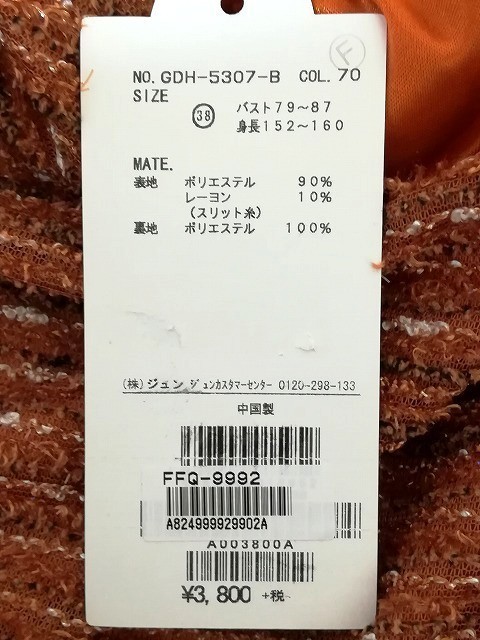 F
NO. GDH-5307-B COL. 70
SIZE
38 バスト79~87
身長152~160
MATE.
表地 ポリエステル 90%
レーヨン 10%
(スリット糸)
裏地 ポリエステル 100%
(株)ジュン ジュンカスタマーセンター 0120-298-133
中国製
FFQ-9992
A824999929902A
A003800A
¥3,800 +税